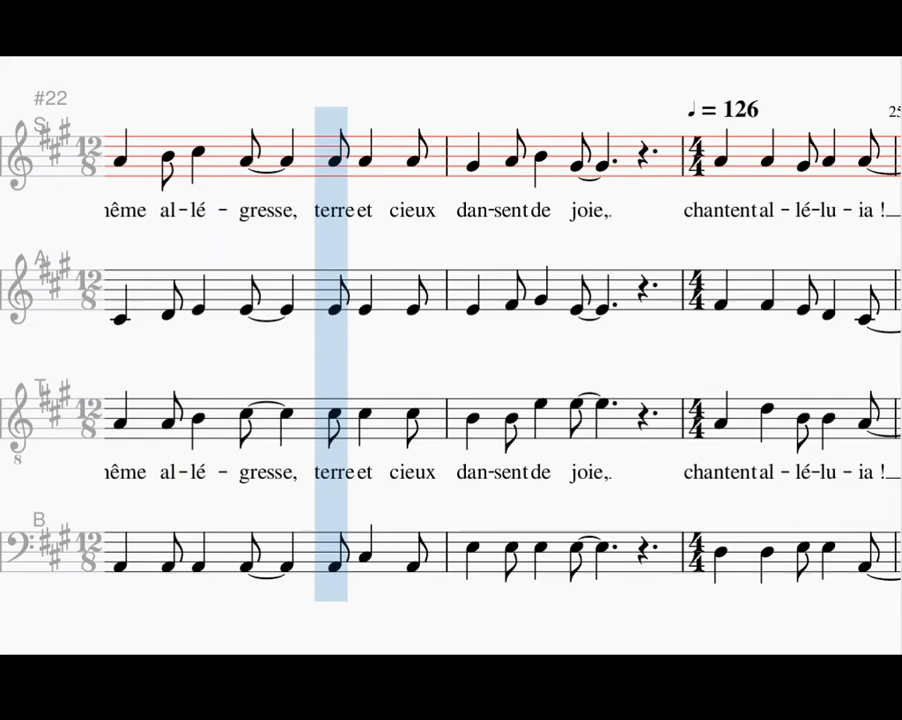 #22
♩ = 126
25
S
12 8
4 4
nême al - lé - gresse, terre et cieux dan-sent de joie,. chantent al - lé-lu - ia !
A
12 8
4 4
T
12 8
4 4
8
nême al - lé - gresse, terre et cieux dan-sent de joie,. chantent al - lé-lu - ia !
B
12 8
4 4